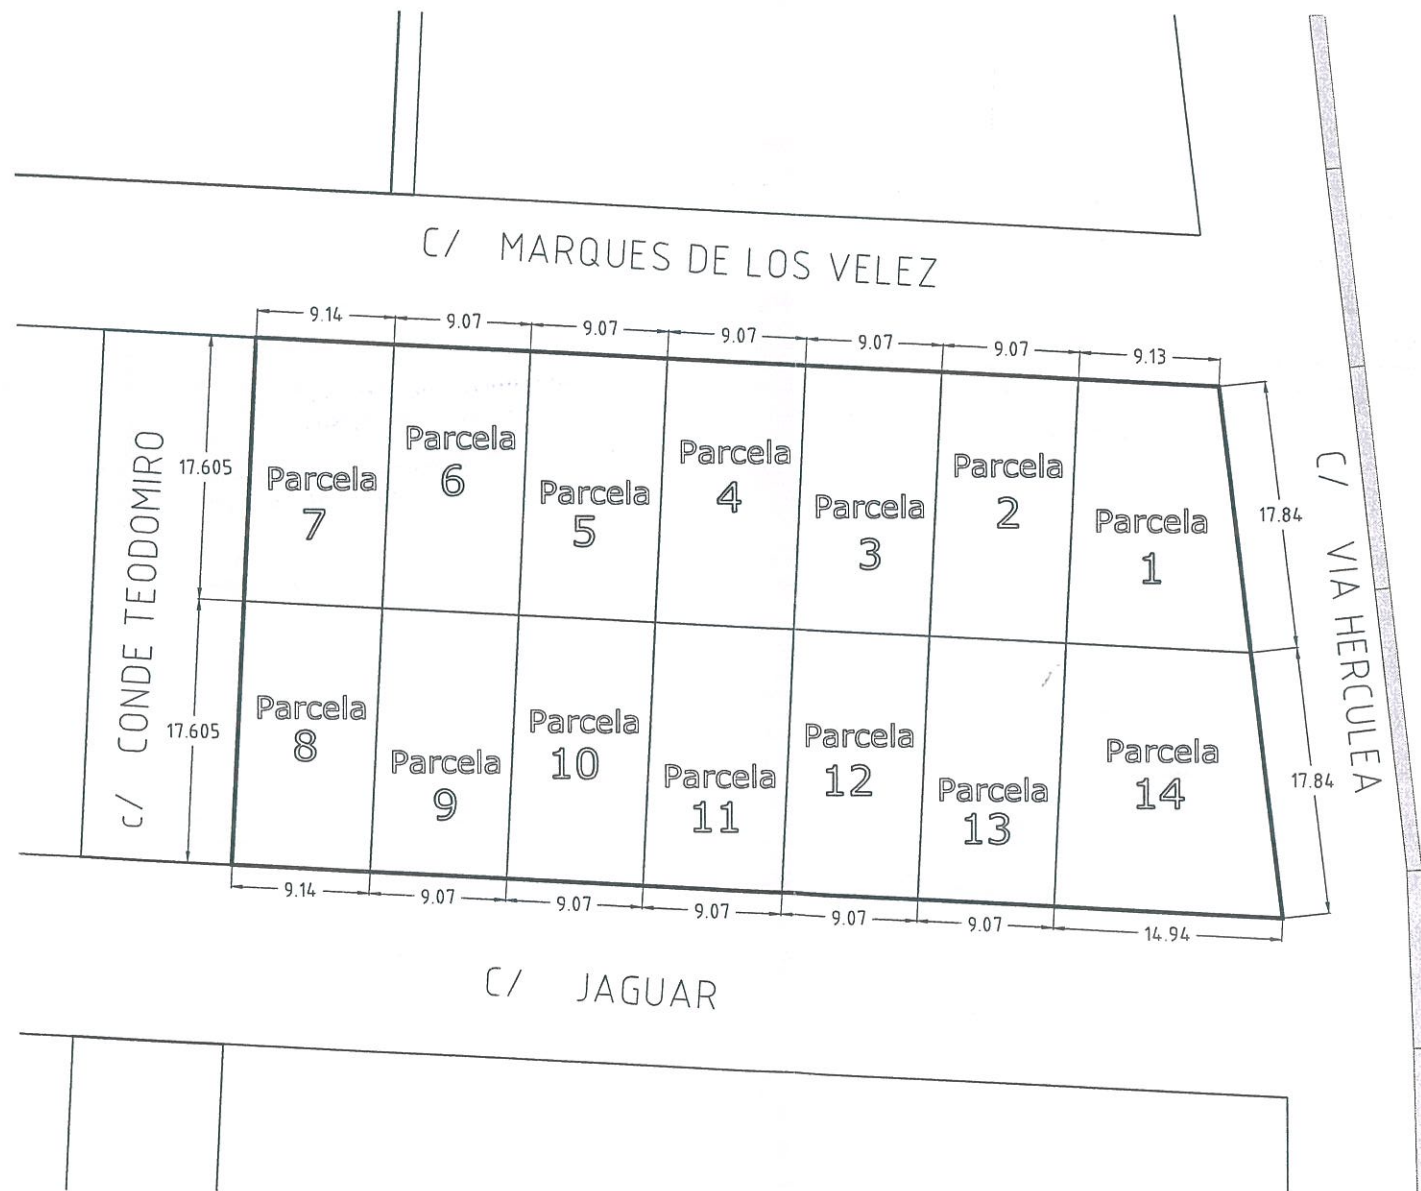 C/ MARQUES DE LOS VELEZ
9.14 9.07 9.07 9.07 9.07 9.07 9.13
17.605
C/ CONDE TEODOMIRO
Parcela
7
Parcela
6
Parcela
5
Parcela
4
Parcela
3
Parcela
2
Parcela
1
17.84
C/ VIA HERCULEA
17.605
Parcela
8
Parcela
9
Parcela
10
Parcela
11
Parcela
12
Parcela
13
Parcela
14
17.84
9.14 9.07 9.07 9.07 9.07 9.07 14.94
C/ JAGUAR